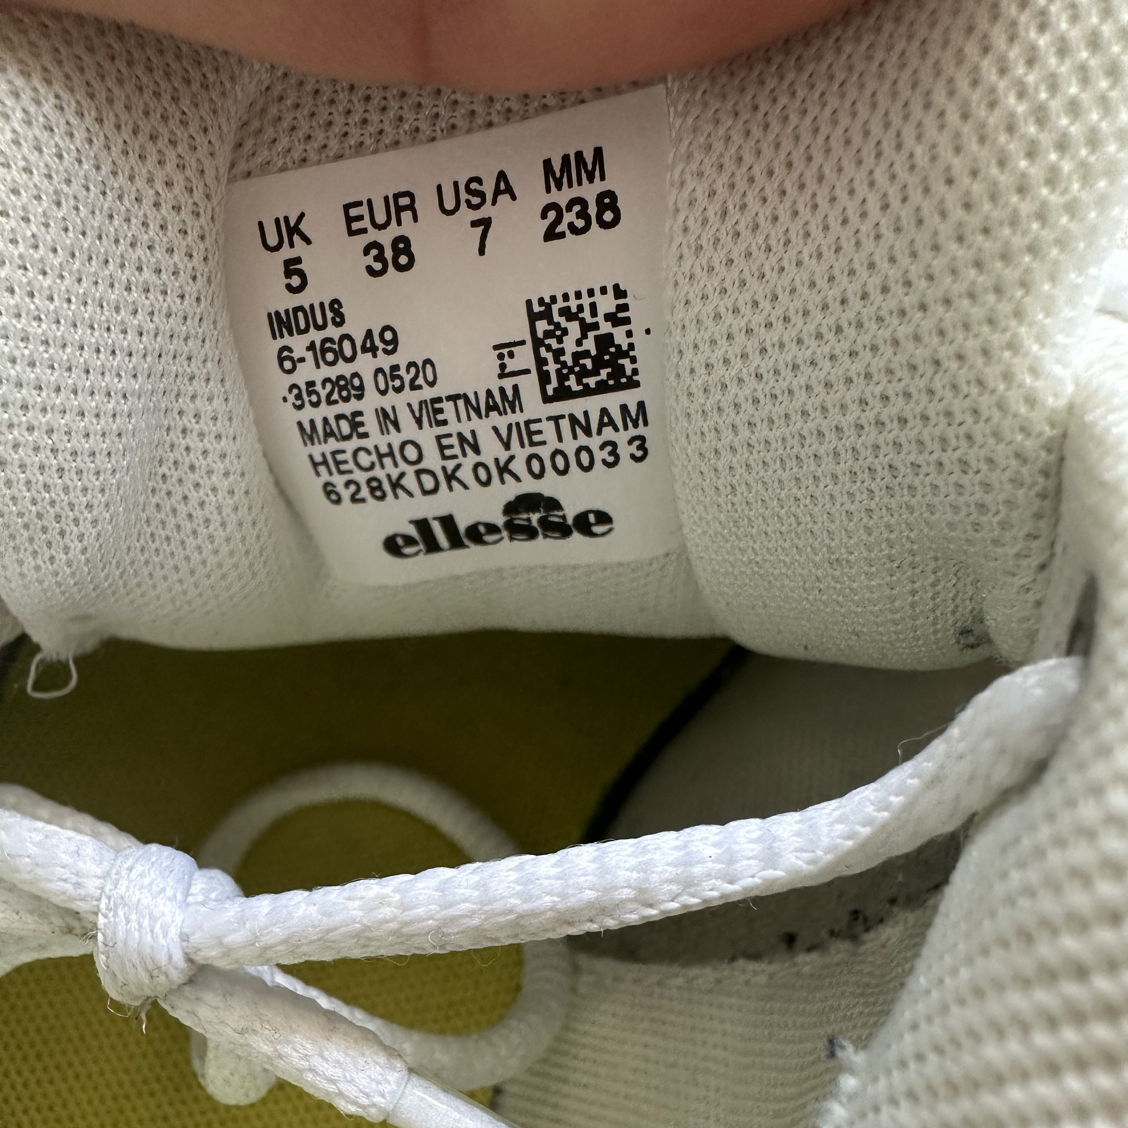 UK EUR USA MM
5 38 7 238
INDUS
6-16049
35289 0520
MADE IN VIETNAM
HECHO EN VIETNAM
628KDK0K00033
ellesse